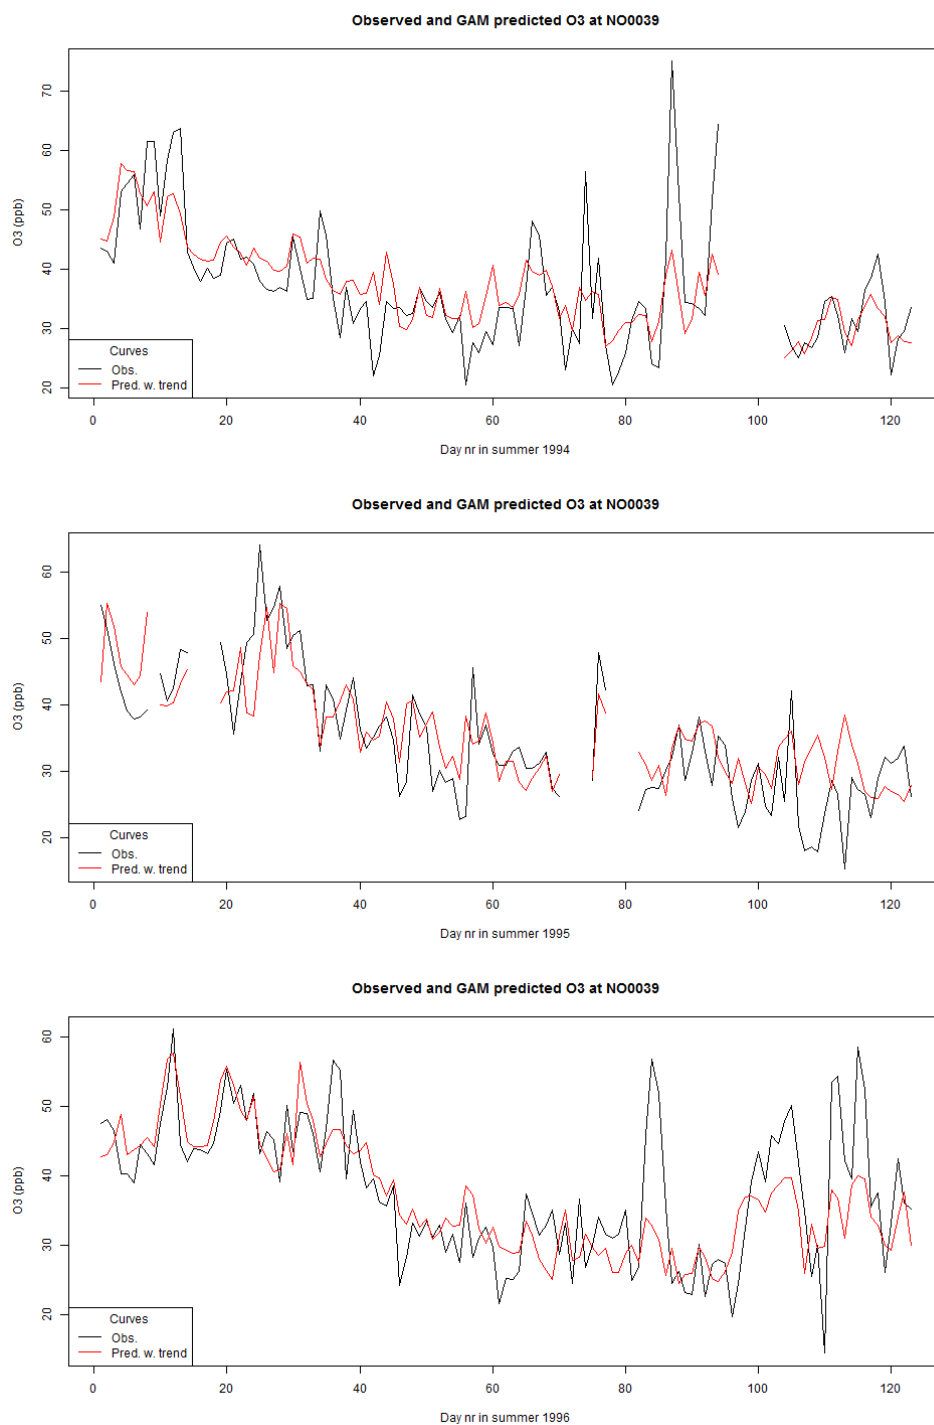 Observed and GAM predicted O3 at NO0039
70
60
50
40
30
20
O3 (ppb)
Curves
Obs.
Pred. w. trend
0 20 40 60 80 100 120
Day nr in summer 1994
Observed and GAM predicted O3 at NO0039
60
50
40
30
20
O3 (ppb)
Curves
Obs.
Pred. w. trend
0 20 40 60 80 100 120
Day nr in summer 1995
Observed and GAM predicted O3 at NO0039
60
50
40
30
20
O3 (ppb)
Curves
Obs.
Pred. w. trend
0 20 40 60 80 100 120
Day nr in summer 1996